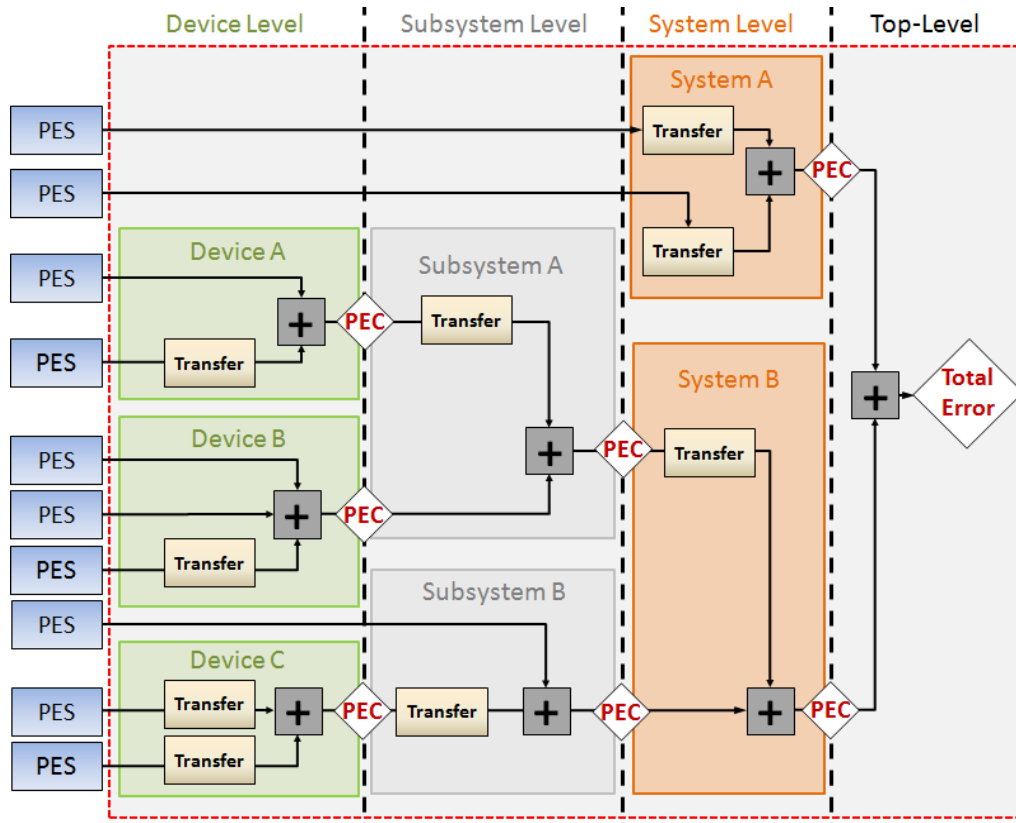 Device Level
Subsystem Level
System Level
Top-Level
System A
PES
Transfer
PEC
PES
Transfer
Device A
Subsystem A
PES
PEC
Transfer
PES
Transfer
System B
Total
Error
Device B
PES
PEC
Transfer
PES
PEC
PES
Transfer
Subsystem B
PES
Device C
PES
Transfer
PEC
Transfer
PEC
PEC
PES
Transfer